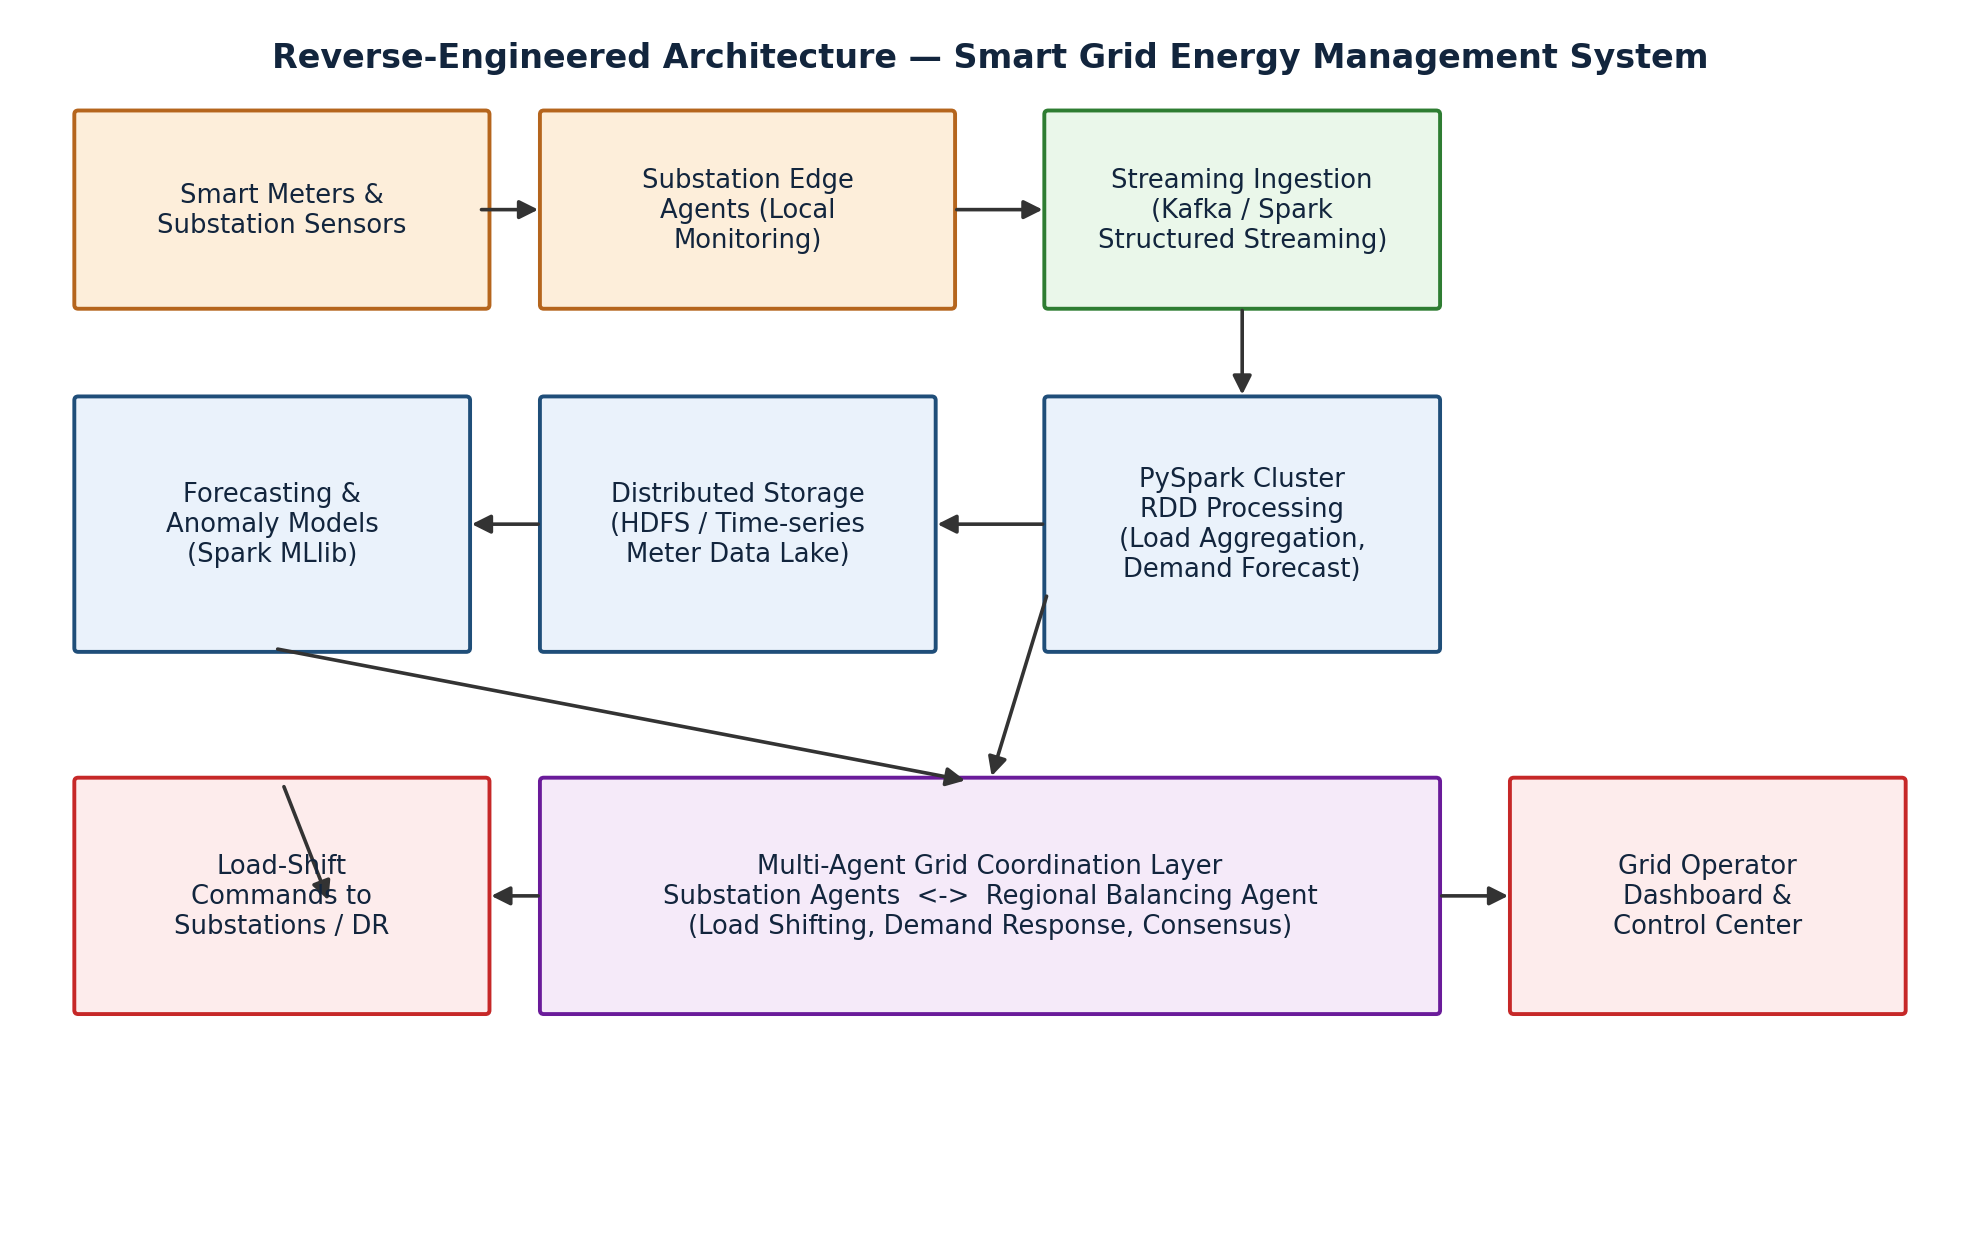 Reverse-Engineered Architecture — Smart Grid Energy Management System
Smart Meters &
Substation Sensors
Substation Edge
Agents (Local
Monitoring)
Streaming Ingestion
(Kafka / Spark
Structured Streaming)
Forecasting &
Anomaly Models
(Spark MLlib)
Distributed Storage
(HDFS / Time-series
Meter Data Lake)
PySpark Cluster
RDD Processing
(Load Aggregation,
Demand Forecast)
Load-Shift
Commands to
Substations / DR
Multi-Agent Grid Coordination Layer
Substation Agents  <->  Regional Balancing Agent
(Load Shifting, Demand Response, Consensus)
Grid Operator
Dashboard &
Control Center